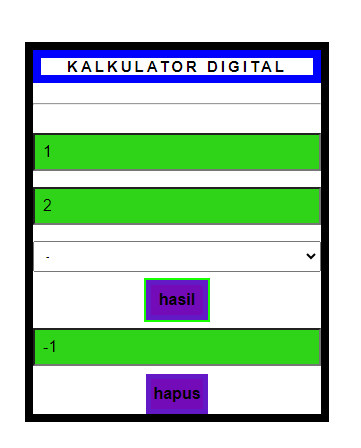 KALKULATOR DIGITAL
1
2
-
hasil
-1
hapus